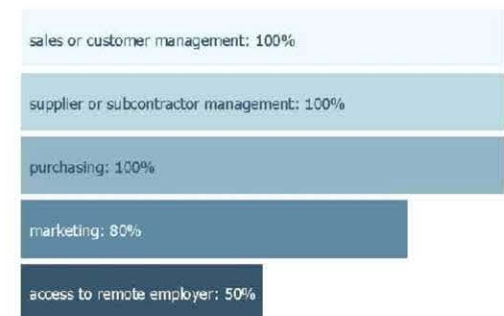 sales or customer management: 100%
supplier or subcontractor management: 100%
purchasing: 100%
marketing: 80%
access to remote employer: 50%